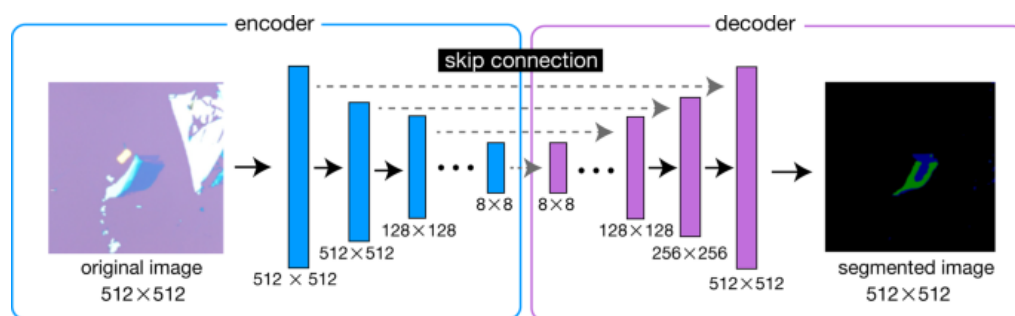 encoder
decoder
skip connection
original image
512×512
512 × 512
512×512
128×128
8×8
8×8
128×128
256×256
512×512
segmented image
512×512